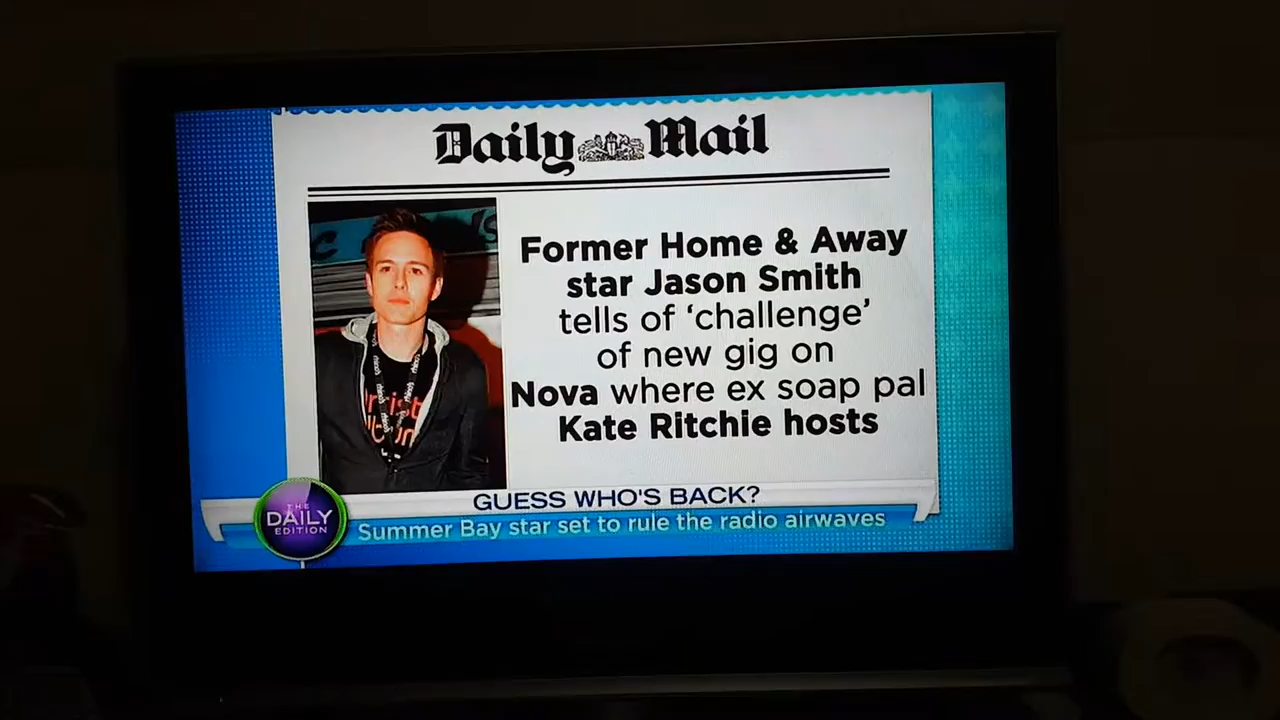 Daily Mail
Former Home & Away
star Jason Smith
tells of ‘challenge’
of new gig on
Nova where ex soap pal
Kate Ritchie hosts
GUESS WHO'S BACK?
THE
DAILY
EDITION
Summer Bay star set to rule the radio airwaves